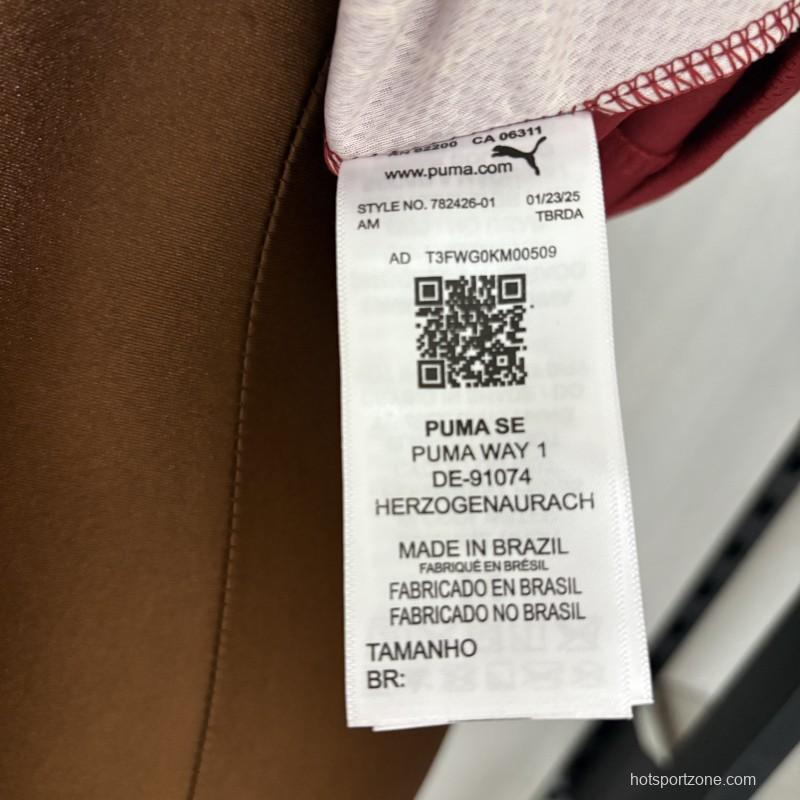 CA 06311
www.puma.com
STYLE NO. 782426-01 01/23/25
AM TBRDA
AD T3FWG0KM00509
PUMA SE
PUMA WAY 1
DE-91074
HERZOGENAURACH
MADE IN BRAZIL
FABRIQUÉ EN BRÉSIL
FABRICADO EN BRASIL
FABRICADO NO BRASIL
TAMANHO
BR:
hotsportzone.com